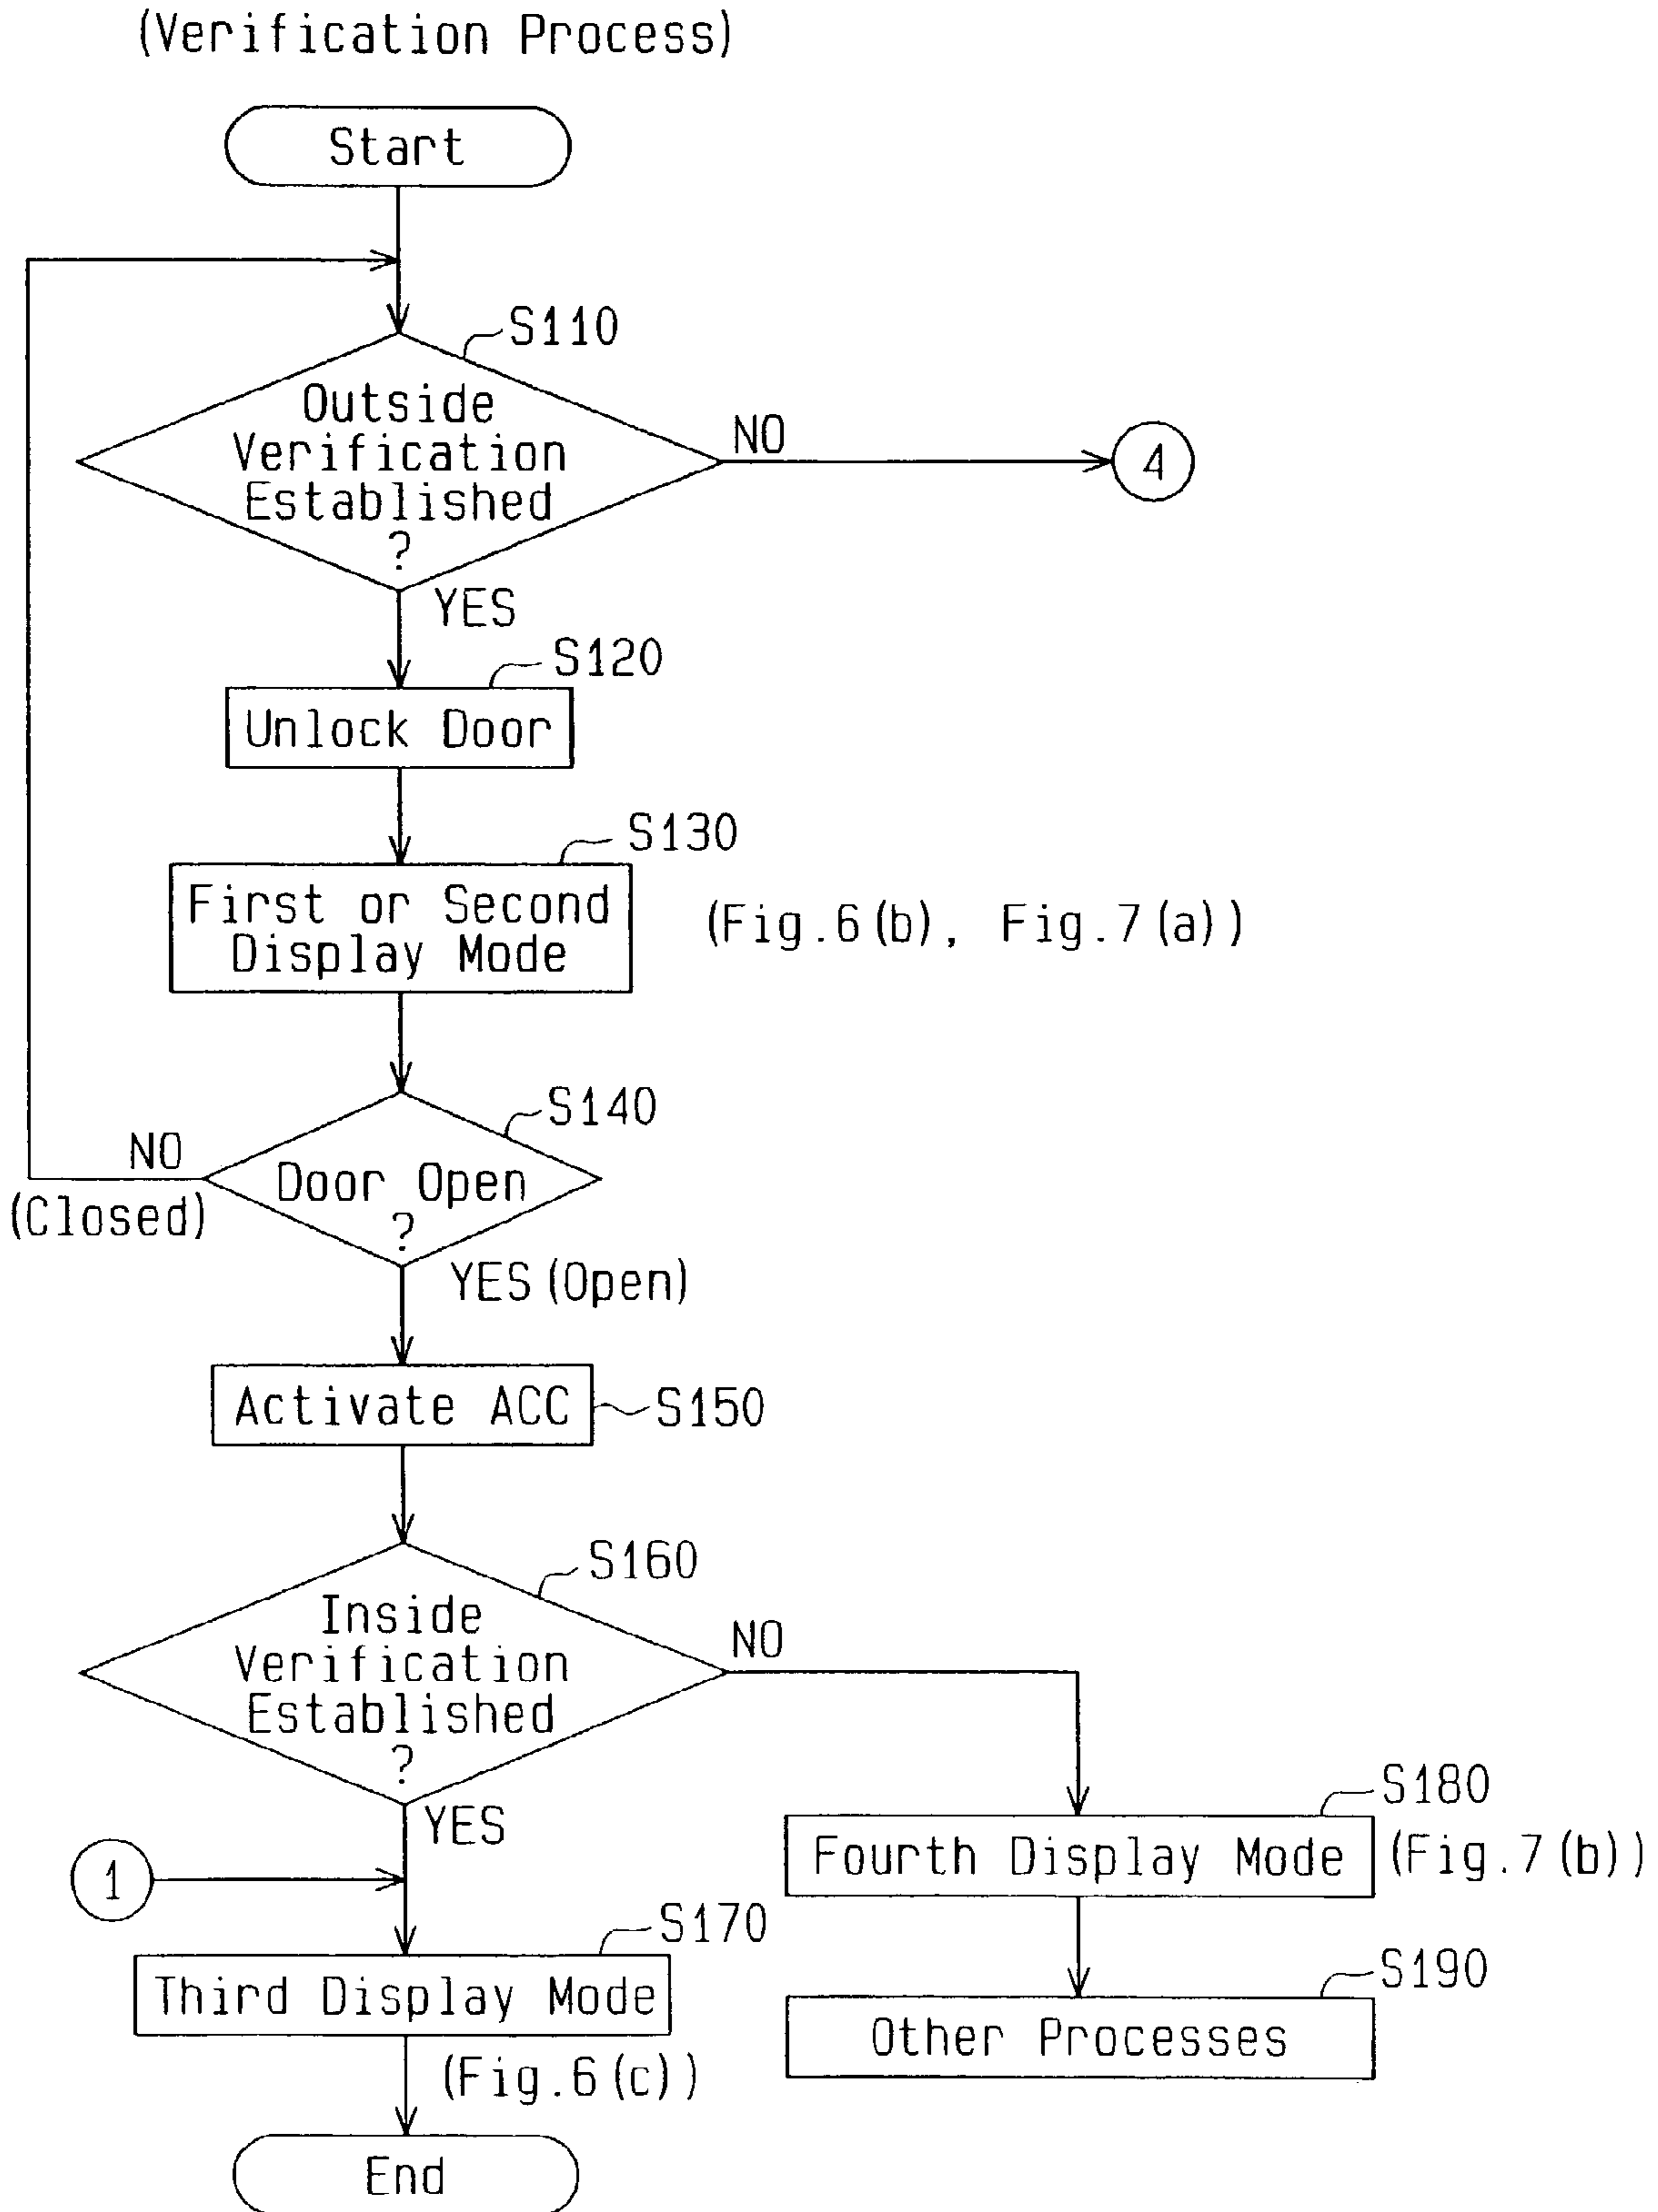 (Verification Process)
Start
S110
Outside
Verification
Established
?
NO
4
YES
S120
Unlock Door
S130
First or Second
Display Mode
(Fig.6(b), Fig.7(a))
S140
NO
(Closed)
Door Open
?
YES(Open)
Activate ACC
S150
S160
Inside
Verification
Established
?
NO
YES
1
S180
Fourth Display Mode
(Fig.7(b))
S170
Third Display Mode
(Fig.6(c))
S190
Other Processes
End